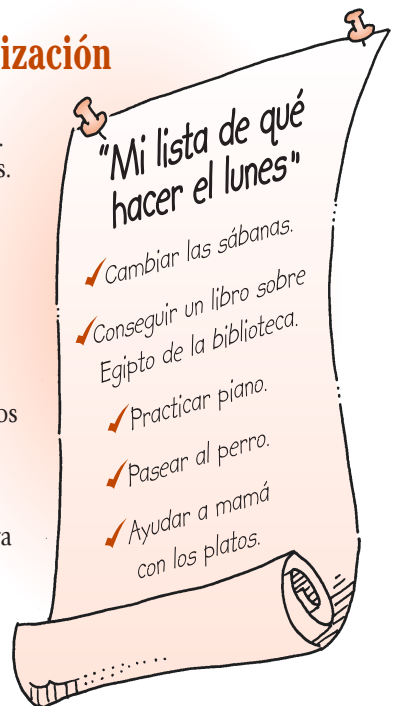 ización
.
s.
"Mi lista de qué
hacer el lunes"
Cambiar las sábanas.
Conseguir un libro sobre
Egipto de la biblioteca.
Practicar piano.
Pasear al perro.
Ayudar a mamá
con los platos.
os
a